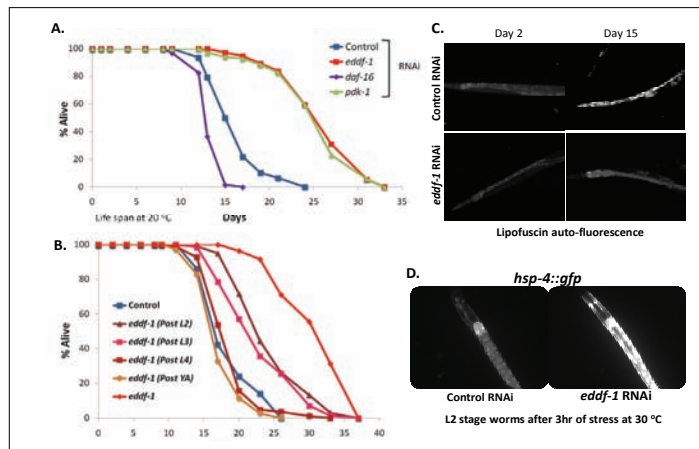 A.
% Alive
100
80
60
40
20
0
Control
eddf-1
daf-16
pdk-1
RNAi
Life span at 20 °C
Days
0 5 10 15 20 25 30 35
B.
% Alive
100
80
60
40
20
0
Control
eddf-1 (Post L2)
eddf-1 (Post L3)
eddf-1 (Post L4)
eddf-1 (Post YA)
eddf-1
0 5 10 15 20 25 30 35 40
C.
Day 2 Day 15
Control RNAi
eddf-1 RNAi
Lipofuscin auto-fluorescence
D.
hsp-4::gfp
Control RNAi
eddf-1 RNAi
L2 stage worms after 3hr of stress at 30 °C